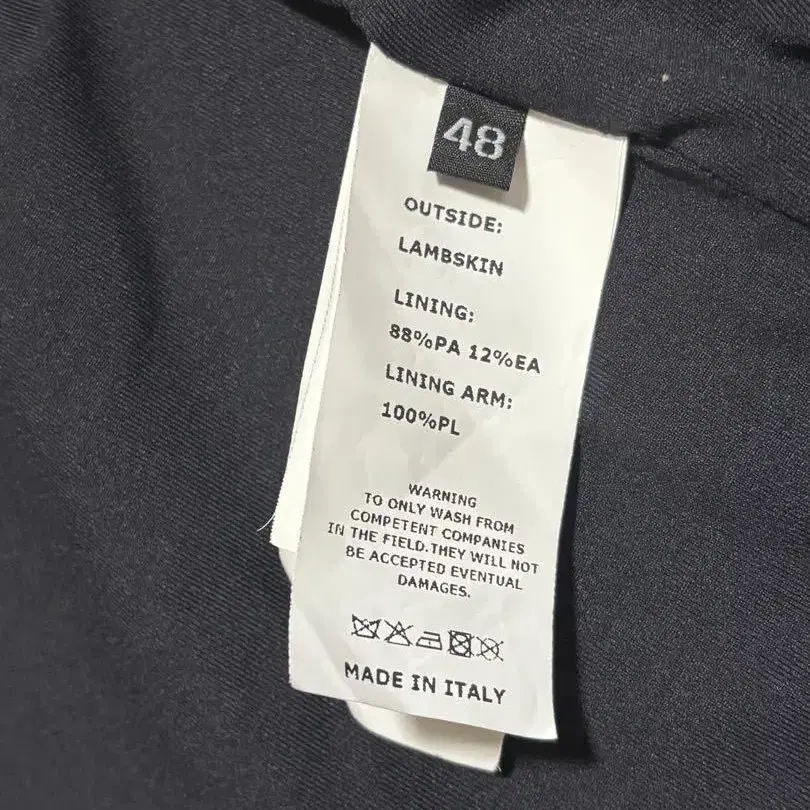 48
OUTSIDE:
LAMBSKIN
LINING:
88%PA 12%EA
LINING ARM:
100%PL
WARNING
TO ONLY WASH FROM
COMPETENT COMPANIES
IN THE FIELD.THEY WILL NOT
BE ACCEPTED EVENTUAL
DAMAGES.
MADE IN ITALY